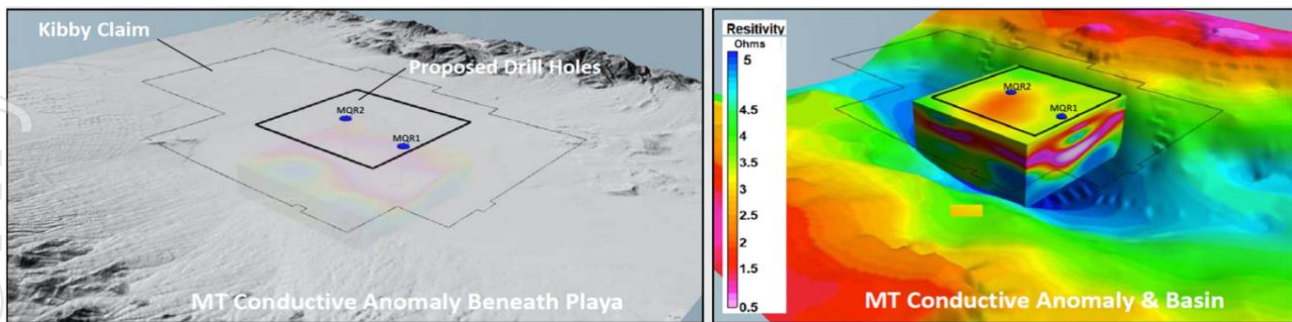 Kibby Claim
Proposed Drill Holes
MQR2
MQR1
MT Conductive Anomaly Beneath Playa
Resitivity
Ohms
5
4.5
4
3.5
3
2.5
2
1.5
0.5
MQR2
MQR1
MT Conductive Anomaly & Basin